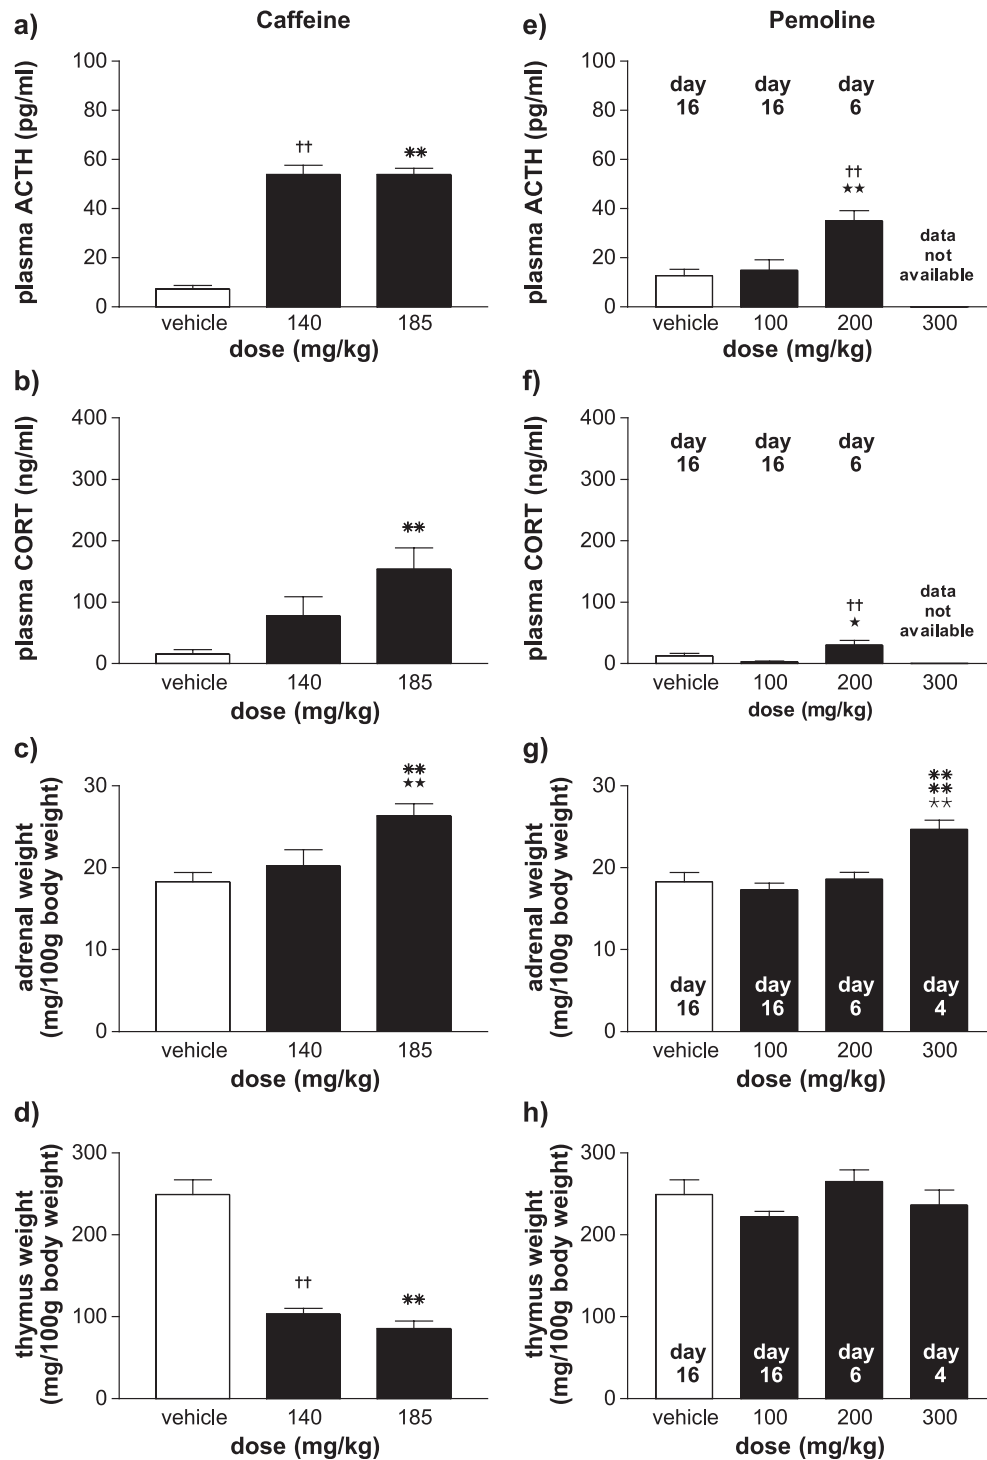 Caffeine
a)
plasma ACTH (pg/ml)
100
80
60
40
20
0
††
**
vehicle 140 185
dose (mg/kg)
b)
plasma CORT (ng/ml)
400
300
200
100
0
**
vehicle 140 185
dose (mg/kg)
c)
adrenal weight
(mg/100g body weight)
30
20
10
0
**
★★
vehicle 140 185
dose (mg/kg)
d)
thymus weight
(mg/100g body weight)
300
200
100
0
††
**
vehicle 140 185
dose (mg/kg)
Pemoline
e)
plasma ACTH (pg/ml)
100
80
60
40
20
0
day day day
16 16 6
††
★★
data
not
available
vehicle 100 200 300
dose (mg/kg)
f)
plasma CORT (ng/ml)
400
300
200
100
0
day day day
16 16 6
††
★
data
not
available
vehicle 100 200 300
dose (mg/kg)
g)
adrenal weight
(mg/100g body weight)
30
20
10
0
**
**
★★
day day day day
16 16 6 4
vehicle 100 200 300
dose (mg/kg)
h)
thymus weight
(mg/100g body weight)
300
200
100
0
day day day day
16 16 6 4
vehicle 100 200 300
dose (mg/kg)